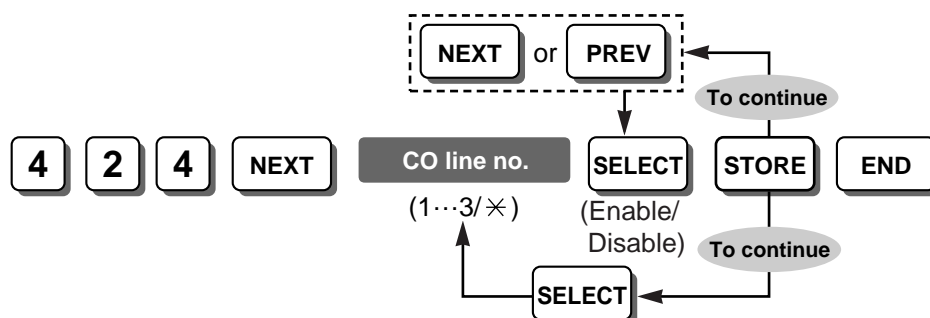 NEXT or PREV
To continue
4 2 4 NEXT CO line no. SELECT STORE END
(1···3/✳) (Enable/
Disable)
To continue
SELECT